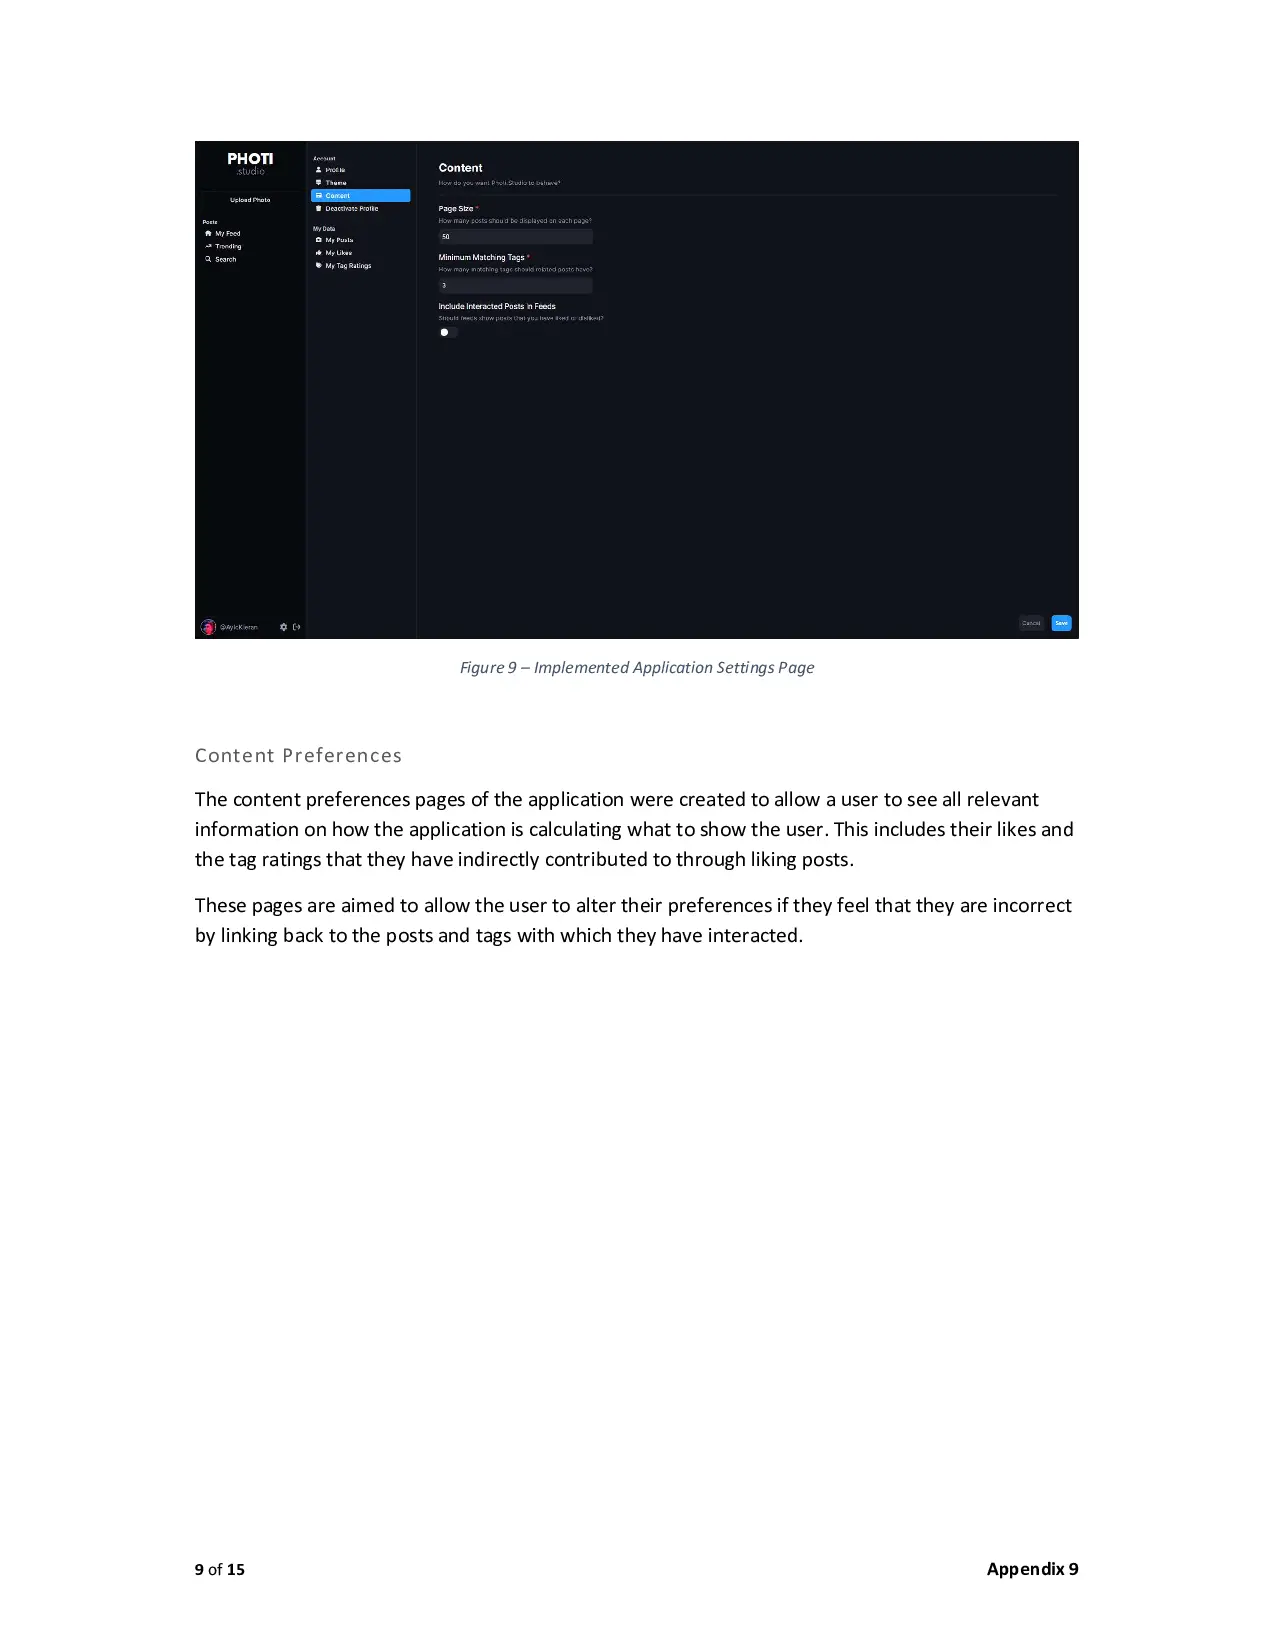 PHOTI
.studio
Upload Photo
Posts
My Feed
Trending
Search
@AyicKieran
Account
Profile
Theme
Content
Deactivate Profile
My Data
My Posts
My Likes
My Tag Ratings
Content
How do you want Photi.Studio to behave?
Page Size *
How many posts should be displayed on each page?
50
Minimum Matching Tags *
How many matching tags should related posts have?
3
Include Interacted Posts in Feeds
Should feeds show posts that you have liked or disliked?
Cancel
Save
Figure 9 – Implemented Application Settings Page
Content Preferences
The content preferences pages of the application were created to allow a user to see all relevant
information on how the application is calculating what to show the user. This includes their likes and
the tag ratings that they have indirectly contributed to through liking posts.
These pages are aimed to allow the user to alter their preferences if they feel that they are incorrect
by linking back to the posts and tags with which they have interacted.
9 of 15
Appendix 9